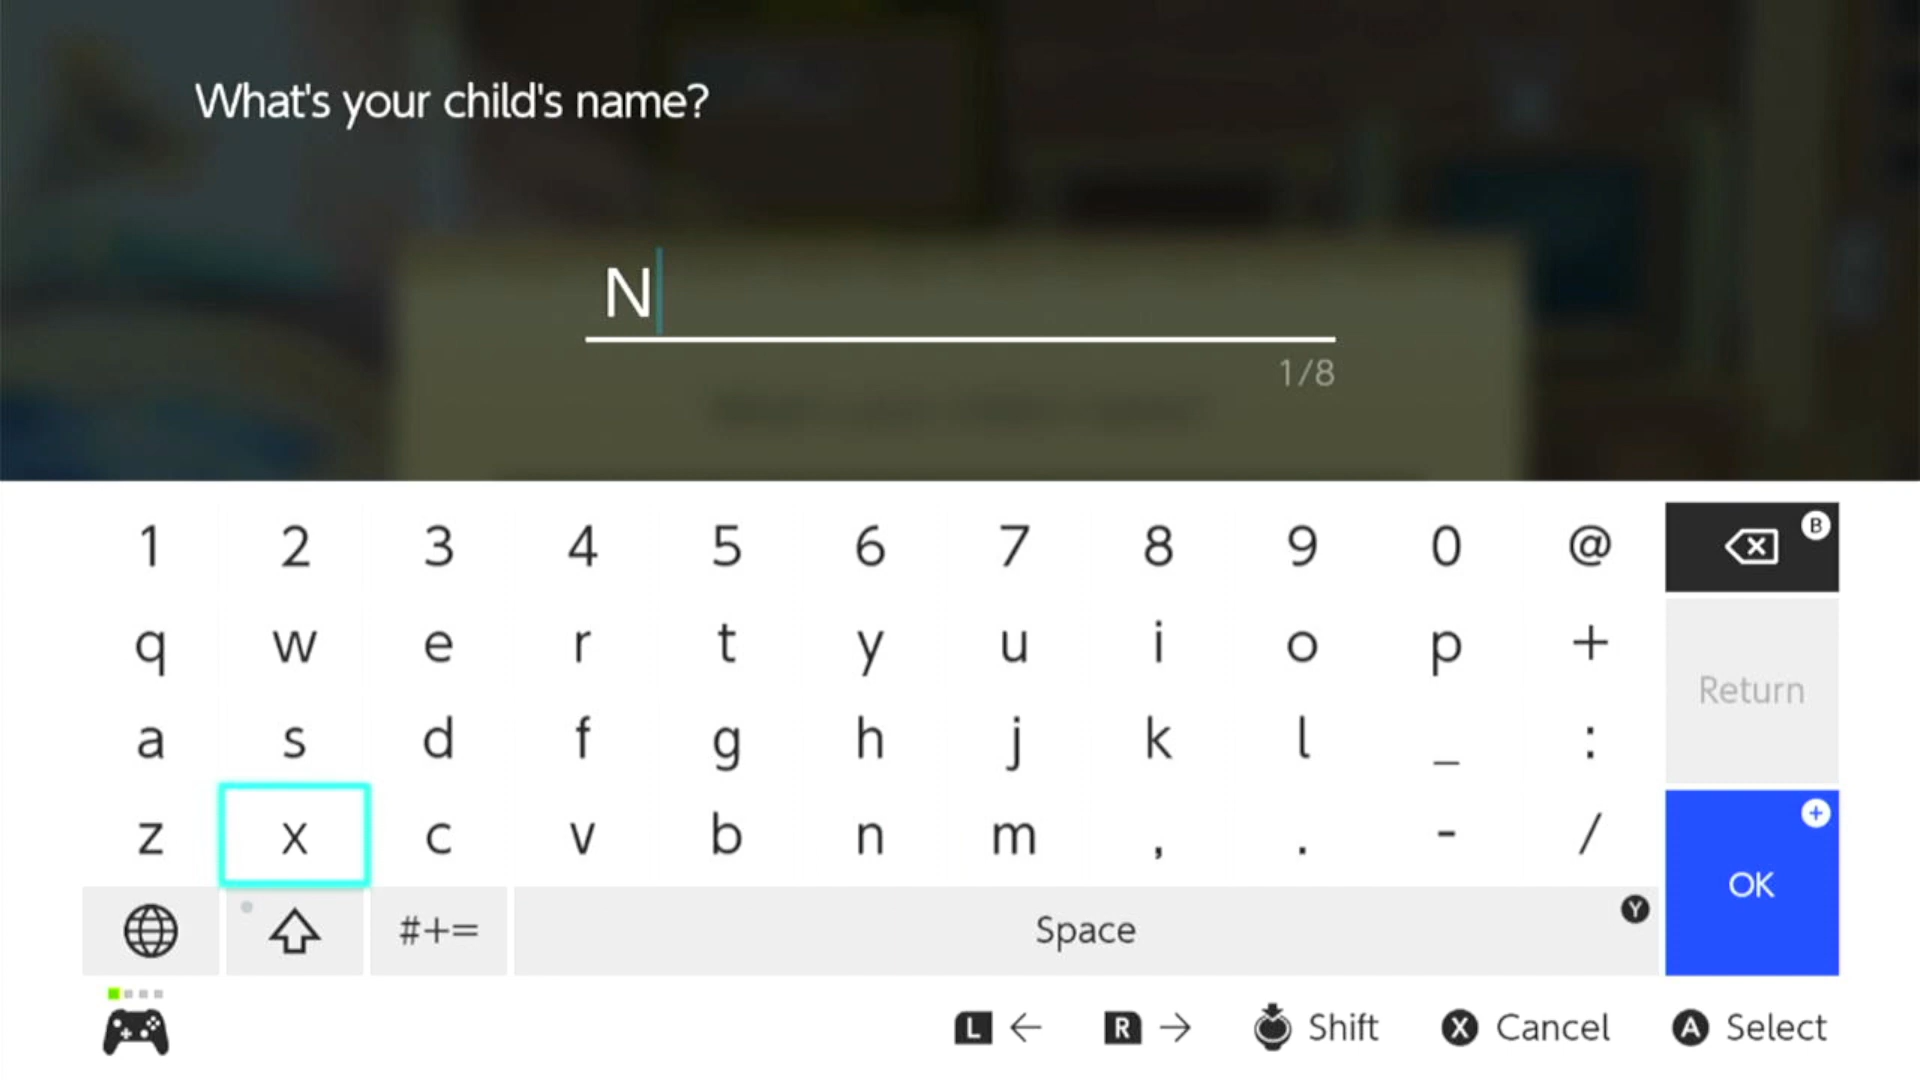 What's your child's name?
N
1/8
1 2 3 4 5 6 7 8 9 0 @ B
q w e r t y u i o p +
Return
a s d f g h j k l _ :
z x c v b n m , . - / +
OK
#+= Space Y
L ← R → Shift X Cancel A Select